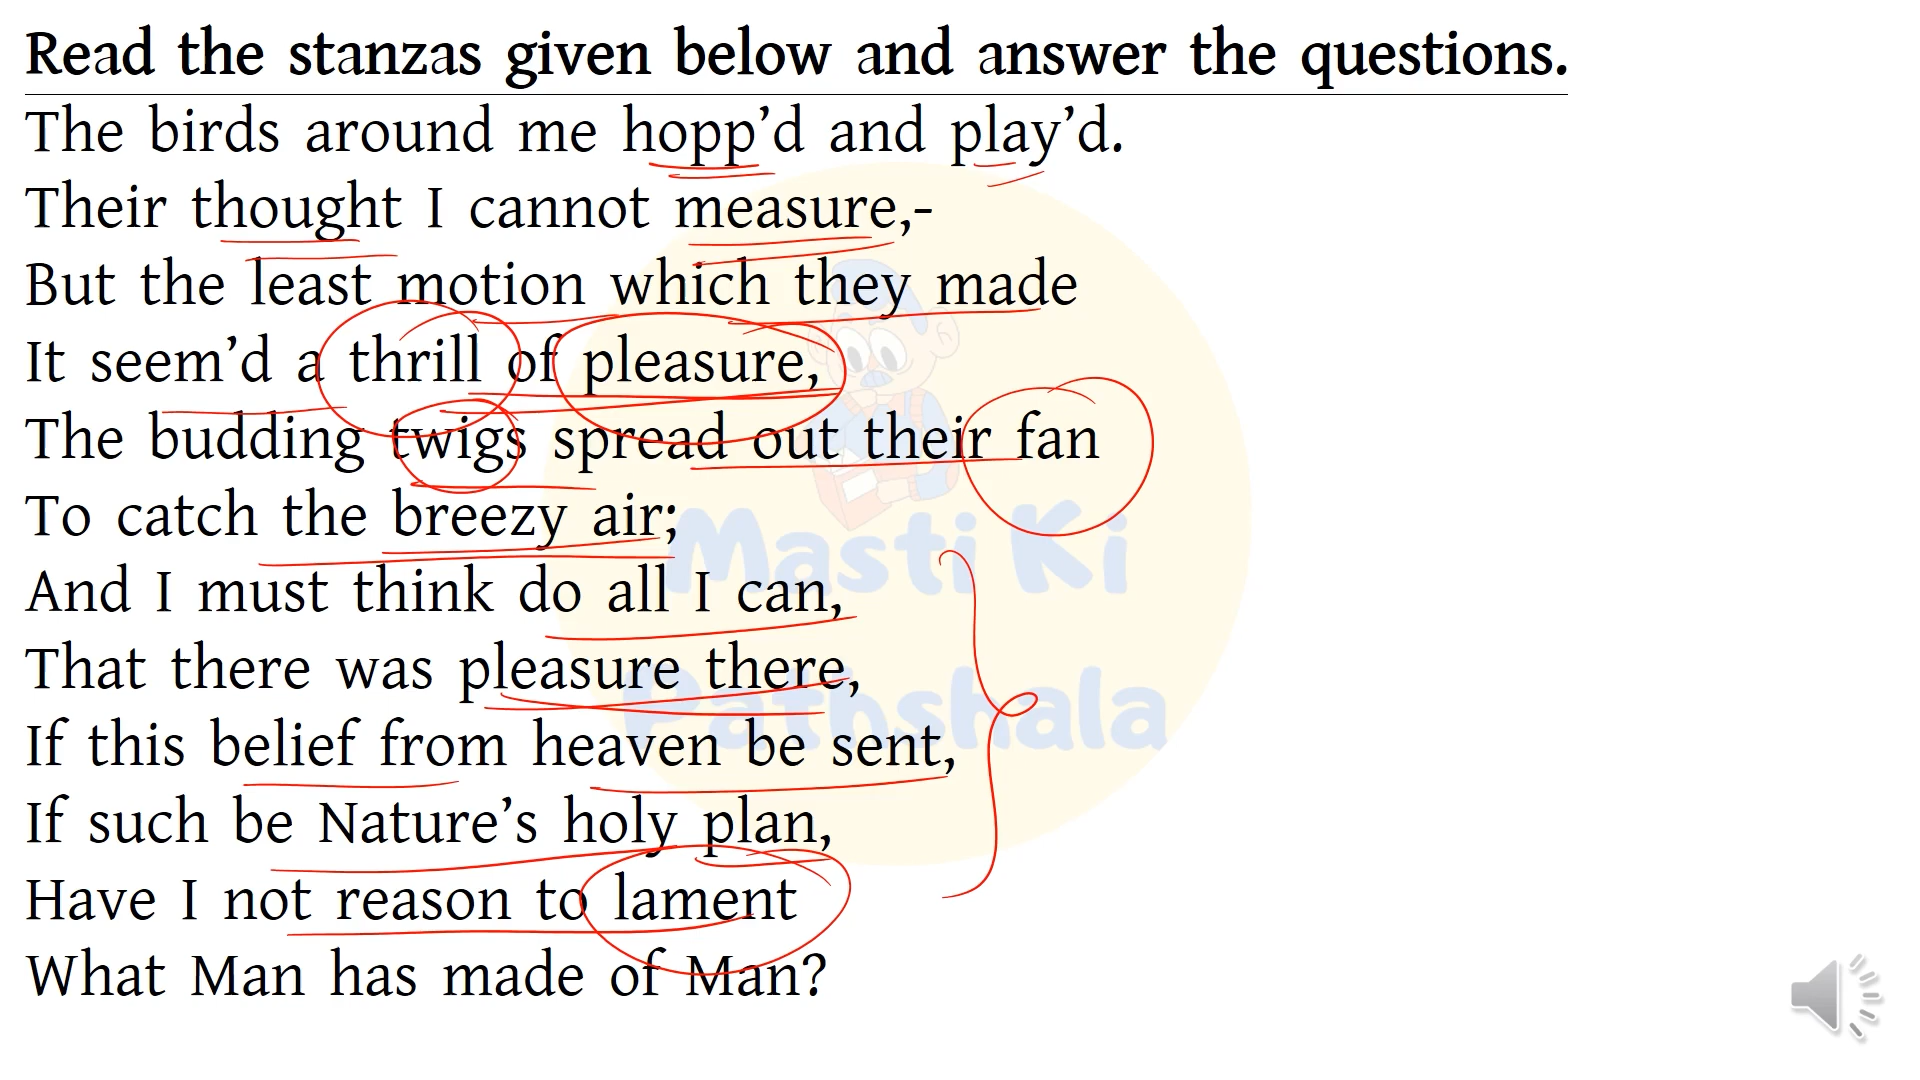 Read the stanzas given below and answer the questions.
The birds around me hopp’d and play’d.
Their thought I cannot measure,-
But the least motion which they made
It seem’d a thrill of pleasure,
The budding twigs spread out their fan
To catch the breezy air;
And I must think do all I can,
That there was pleasure there,
If this belief from heaven be sent,
If such be Nature’s holy plan,
Have I not reason to lament
What Man has made of Man?
Masti Ki
Pathshala